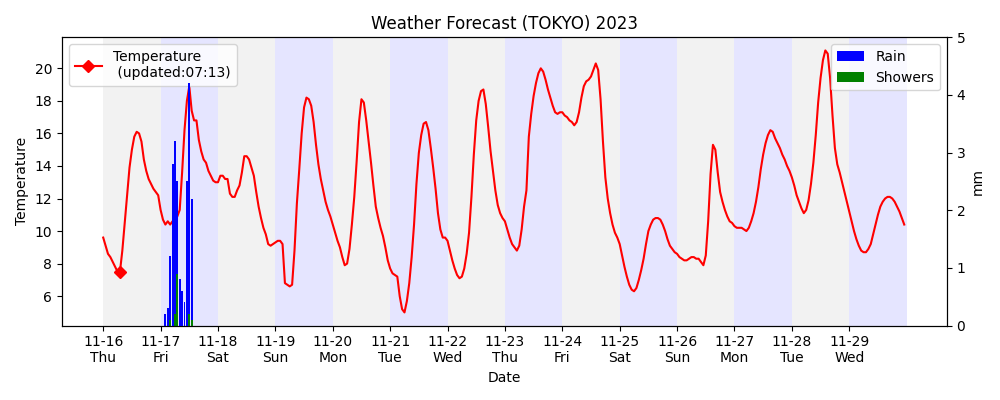 Weather Forecast (TOKYO) 2023
Temperature
(updated:07:13)
Rain
Showers
Temperature
20
18
16
14
12
10
8
6
5
4
3
2
1
0
mm
11-16 11-17 11-18 11-19 11-20 11-21 11-22 11-23 11-24 11-25 11-26 11-27 11-28 11-29
Thu Fri Sat Sun Mon Tue Wed Thu Fri Sat Sun Mon Tue Wed
Date